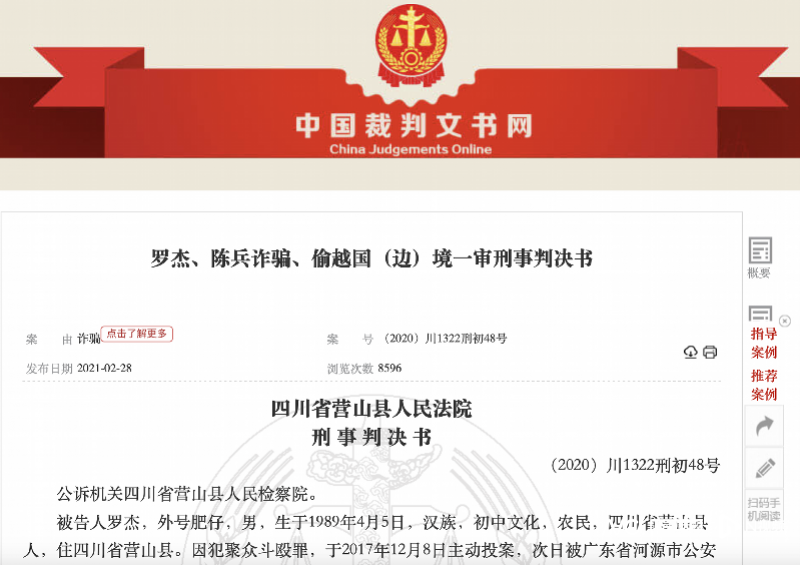 中国裁判文书网
China Judgements Online
罗杰、陈兵诈骗、偷越国（边）境一审刑事判决书
概要
案 由 诈骗 点击了解更多 案 号 （2020）川1322刑初48号
发布日期 2021-02-28 浏览次数 8596
指导
案例
推荐
案例
四川省营山县人民法院
刑事判决书
（2020）川1322刑初48号
扫码手
机阅读
公诉机关四川省营山县人民检察院。
被告人罗杰，外号肥仔，男，生于1989年4月5日，汉族，初中文化，农民，四川省营山县
人，住四川省营山县。因犯聚众斗殴罪，于2017年12月8日主动投案，次日被广东省河源市公安